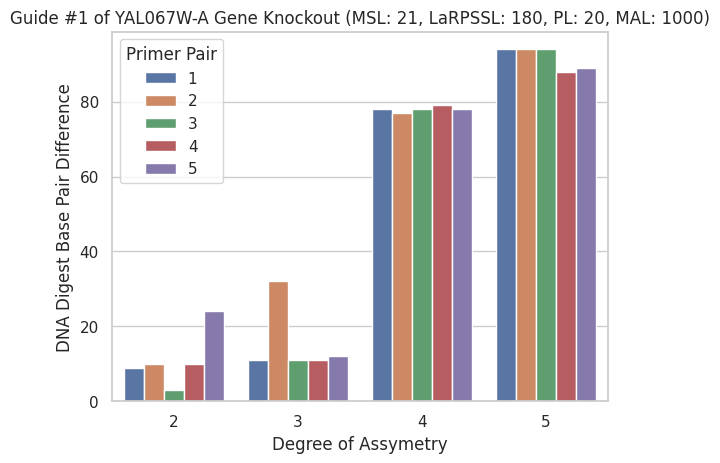 Guide #1 of YAL067W-A Gene Knockout (MSL: 21, LaRPSSL: 180, PL: 20, MAL: 1000)
Primer Pair
1
2
3
4
5
DNA Digest Base Pair Difference
80
60
40
20
0
2 3 4 5
Degree of Assymetry